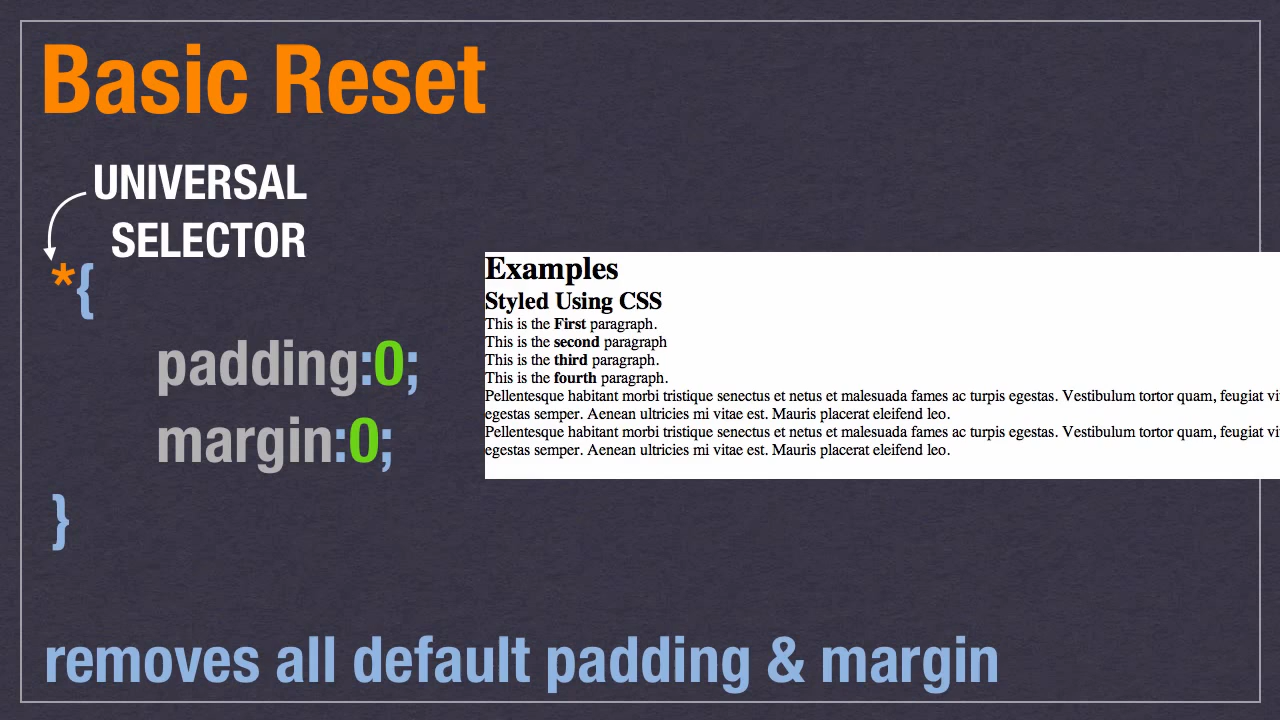 Basic Reset
UNIVERSAL
SELECTOR
*{
padding:0;
margin:0;
}
Examples
Styled Using CSS
This is the First paragraph.
This is the second paragraph
This is the third paragraph.
This is the fourth paragraph.
Pellentesque habitant morbi tristique senectus et netus et malesuada fames ac turpis egestas. Vestibulum tortor quam, feugiat
egestas semper. Aenean ultricies mi vitae est. Mauris placerat eleifend leo.
Pellentesque habitant morbi tristique senectus et netus et malesuada fames ac turpis egestas. Vestibulum tortor quam, feugiat
egestas semper. Aenean ultricies mi vitae est. Mauris placerat eleifend leo.
removes all default padding & margin